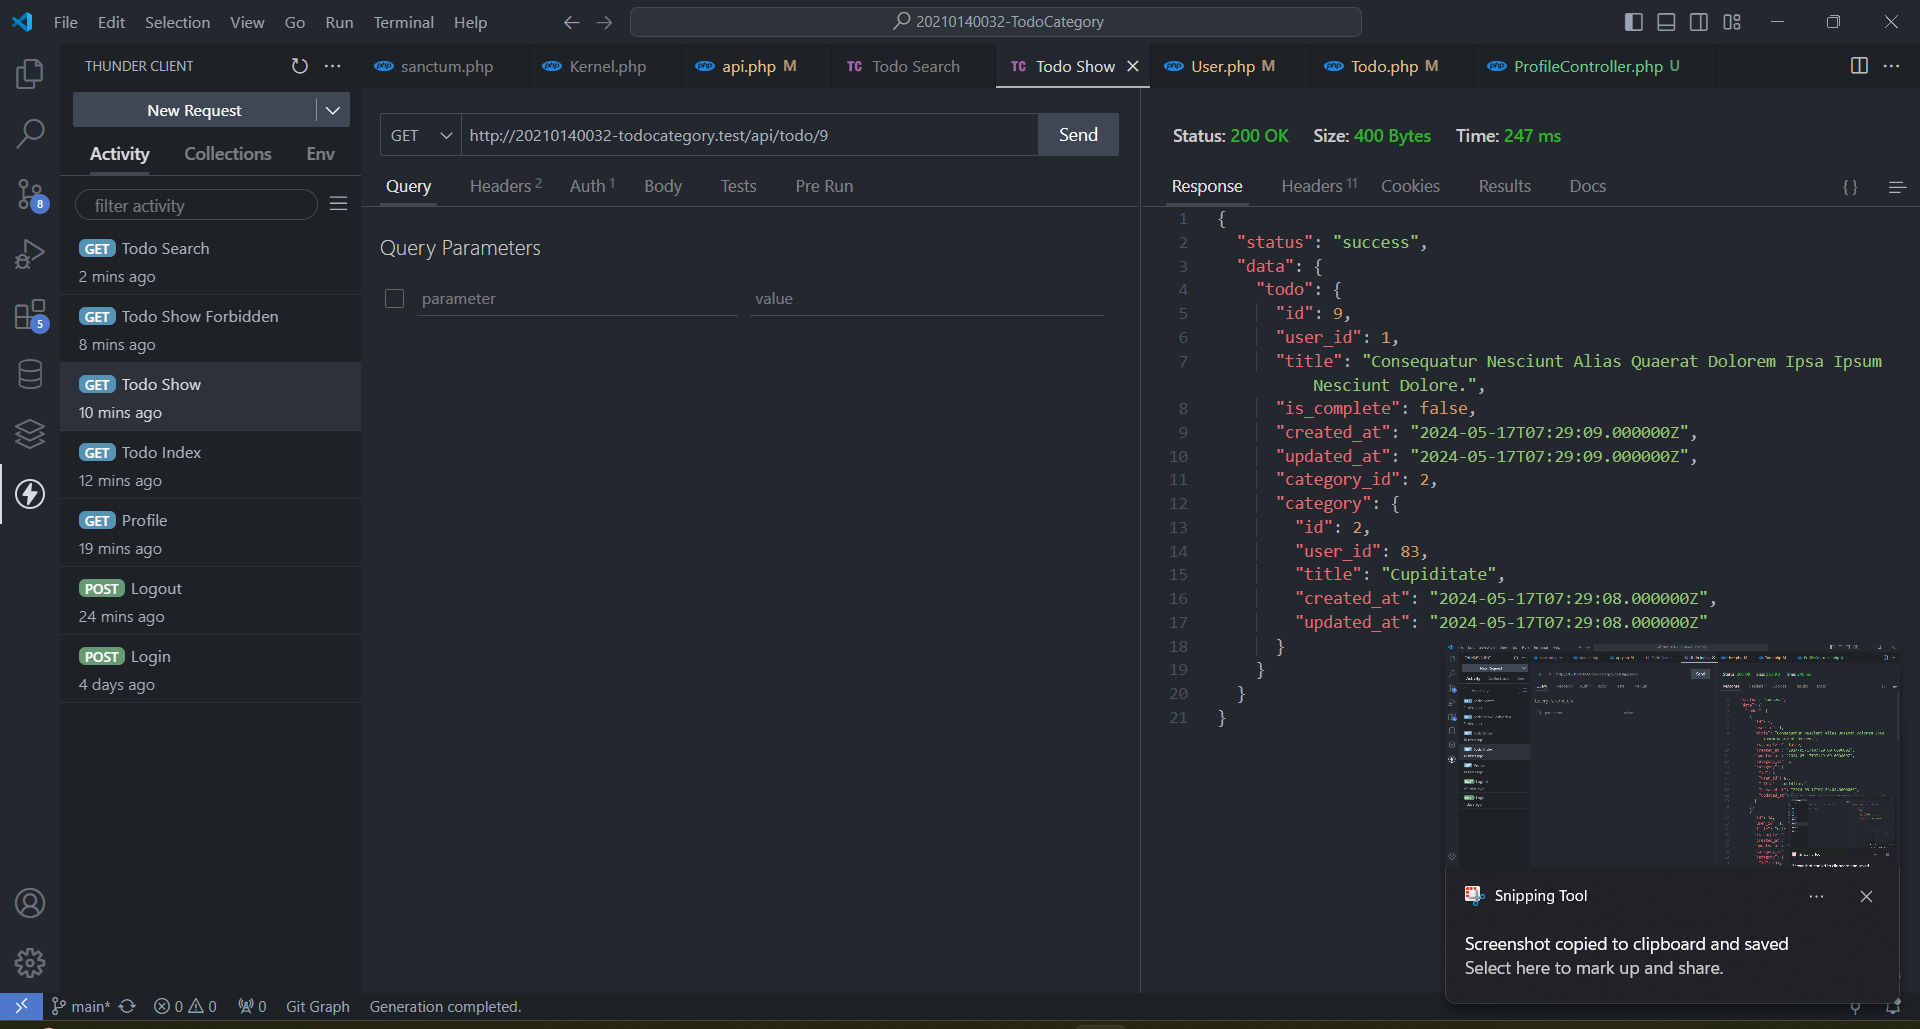 File Edit Selection View Go Run Terminal Help
20210140032-TodoCategory
THUNDER CLIENT
New Request
Activity Collections Env
filter activity
GET Todo Search
2 mins ago
GET Todo Show Forbidden
8 mins ago
GET Todo Show
10 mins ago
GET Todo Index
12 mins ago
GET Profile
19 mins ago
POST Logout
24 mins ago
POST Login
4 days ago
8
5
php sanctum.php
php Kernel.php
php api.php M
TC Todo Search
TC Todo Show
php User.php M
php Todo.php M
php ProfileController.php U
GET http://20210140032-todocategory.test/api/todo/9 Send
Query Headers 2 Auth 1 Body Tests Pre Run
Query Parameters
parameter value
Status: 200 OK Size: 400 Bytes Time: 247 ms
Response Headers 11 Cookies Results Docs {}
1 {
2 "status": "success",
3 "data": {
4 "todo": {
5 "id": 9,
6 "user_id": 1,
7 "title": "Consequatur Nesciunt Alias Quaerat Dolorem Ipsa Ipsum
Nesciunt Dolore.",
8 "is_complete": false,
9 "created_at": "2024-05-17T07:29:09.000000Z",
10 "updated_at": "2024-05-17T07:29:09.000000Z",
11 "category_id": 2,
12 "category": {
13 "id": 2,
14 "user_id": 83,
15 "title": "Cupiditate",
16 "created_at": "2024-05-17T07:29:08.000000Z",
17 "updated_at": "2024-05-17T07:29:08.000000Z"
18 }
19 }
20 }
21 }
Snipping Tool
Screenshot copied to clipboard and saved
Select here to mark up and share.
main* 0 0 0 Git Graph Generation completed.